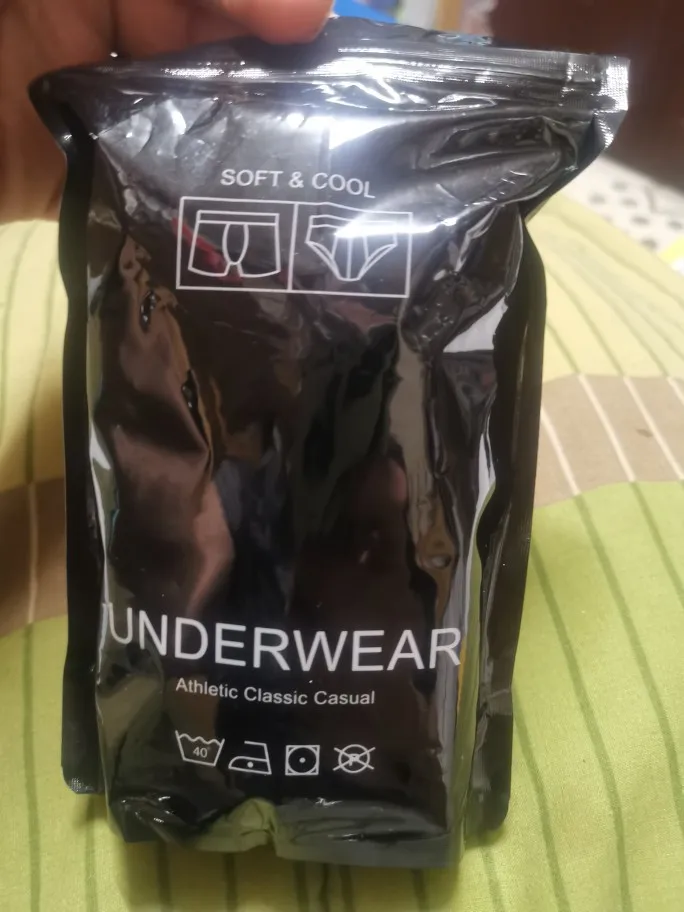 SOFT & COOL
UNDERWEAR
Athletic Classic Casual
40°
P